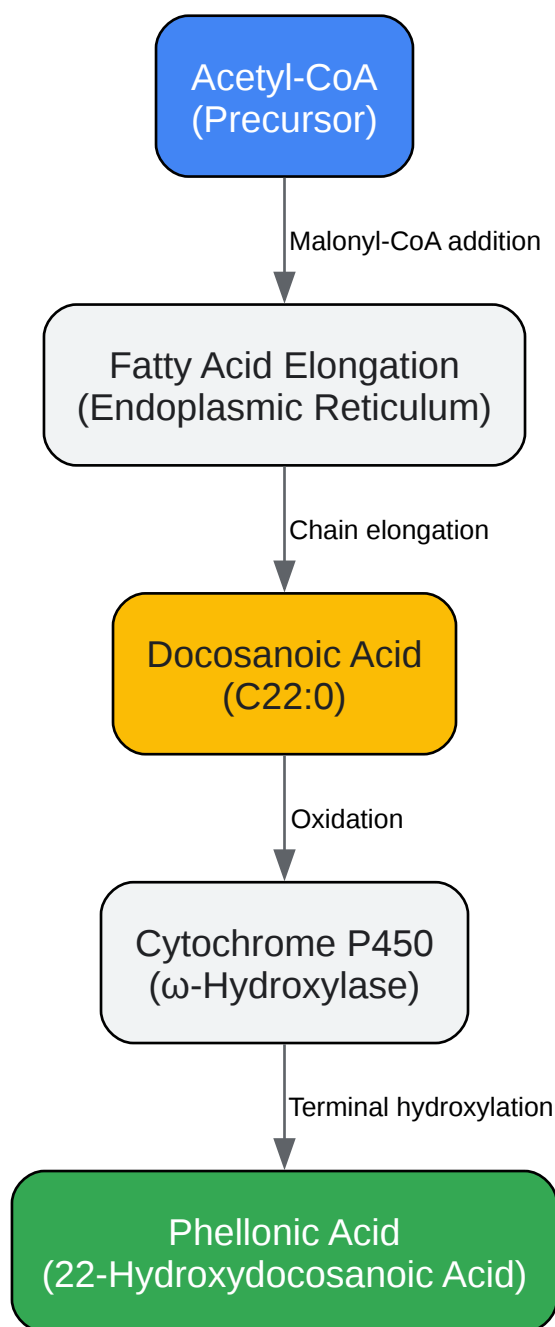 Acetyl-CoA
(Precursor)
Malonyl-CoA addition
Fatty Acid Elongation
(Endoplasmic Reticulum)
Chain elongation
Docosanoic Acid
(C22:0)
Oxidation
Cytochrome P450
(ω-Hydroxylase)
Terminal hydroxylation
Phellonic Acid
(22-Hydroxydocosanoic Acid)